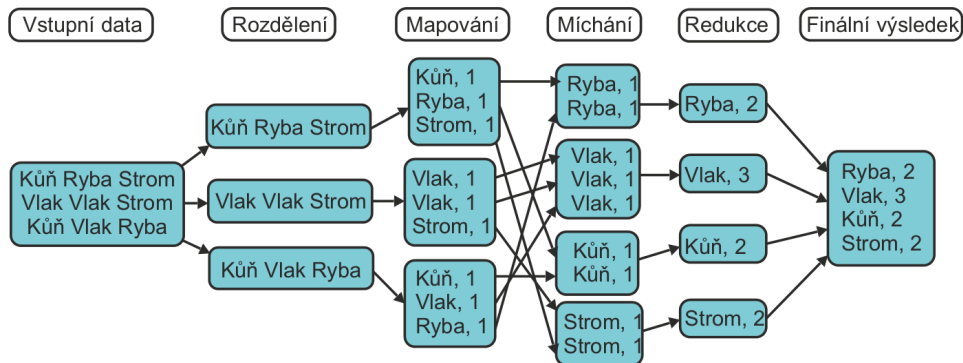 Vstupní data
Rozdělení
Mapování
Míchání
Redukce
Finální výsledek
Kůň Ryba Strom
Vlak Vlak Strom
Kůň Vlak Ryba
Kůň Ryba Strom
Vlak Vlak Strom
Kůň Vlak Ryba
Kůň, 1
Ryba, 1
Strom, 1
Vlak, 1
Vlak, 1
Strom, 1
Kůň, 1
Vlak, 1
Ryba, 1
Ryba, 1
Ryba, 1
Vlak, 1
Vlak, 1
Vlak, 1
Kůň, 1
Kůň, 1
Strom, 1
Strom, 1
Ryba, 2
Vlak, 3
Kůň, 2
Strom, 2
Ryba, 2
Vlak, 3
Kůň, 2
Strom, 2